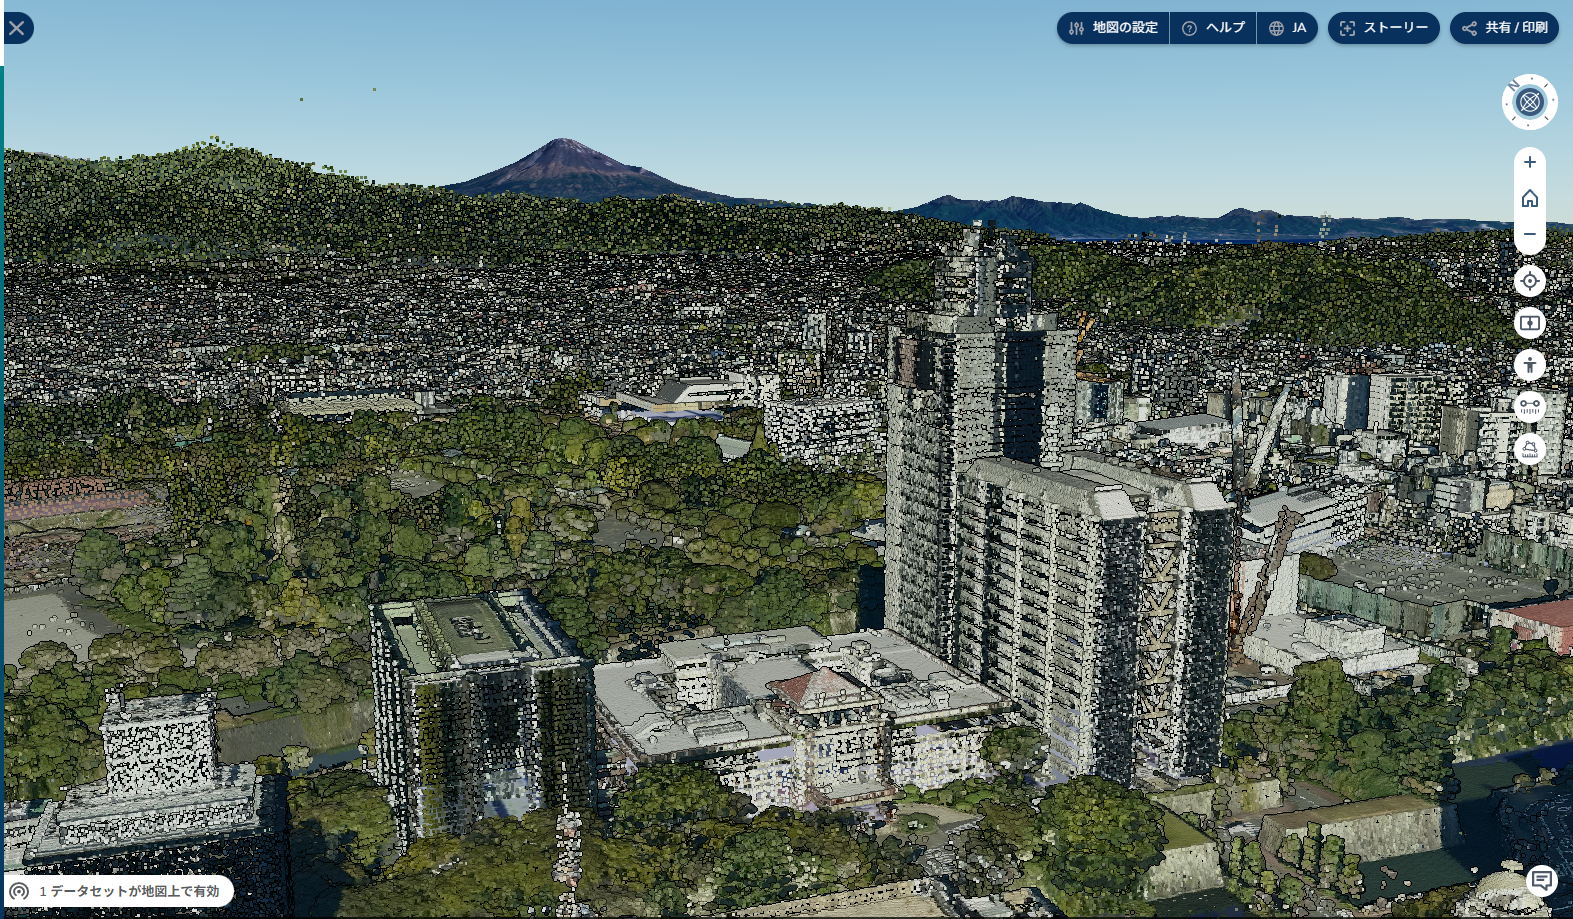 地図の設定
ヘルプ
JA
ストーリー
共有 / 印刷
N
1 データセットが地図上で有効